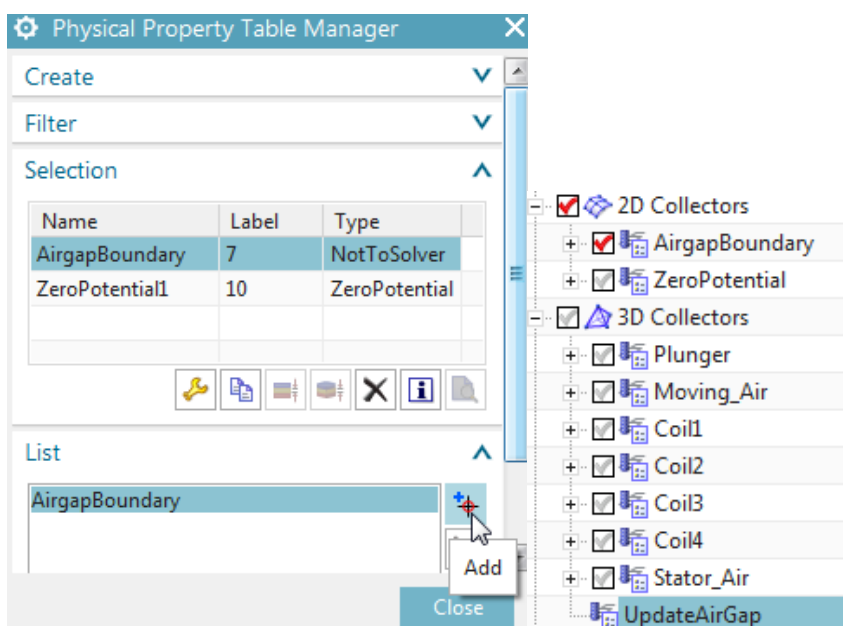 Physical Property Table Manager
Create
Filter
Selection
Name Label Type
AirgapBoundary 7 NotToSolver
ZeroPotential1 10 ZeroPotential
List
AirgapBoundary
Add
Close
2D Collectors
AirgapBoundary
ZeroPotential
3D Collectors
Plunger
Moving_Air
Coil1
Coil2
Coil3
Coil4
Stator_Air
UpdateAirGap